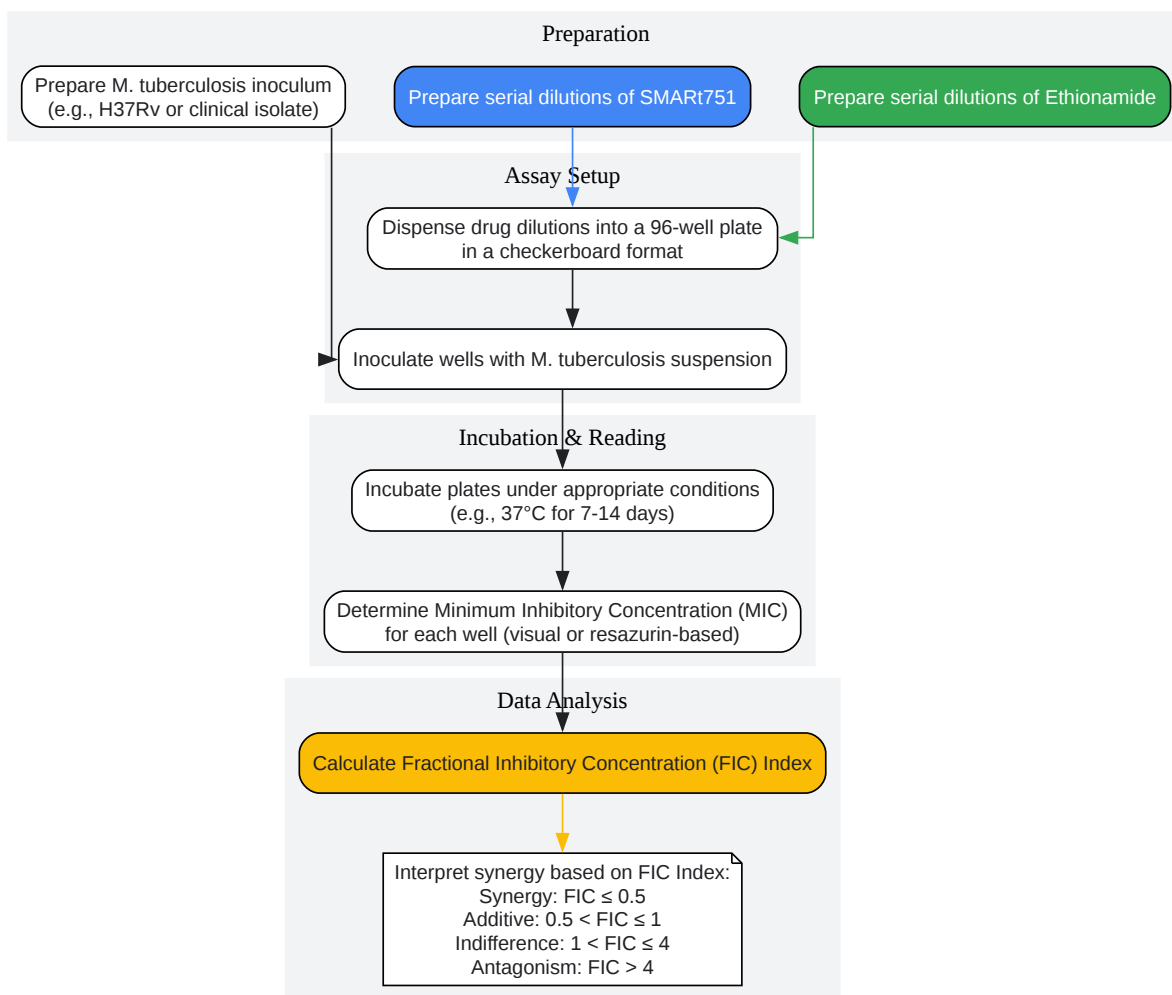 Preparation
Prepare M. tuberculosis inoculum
(e.g., H37Rv or clinical isolate)
Prepare serial dilutions of SMARt751
Prepare serial dilutions of Ethionamide
Assay Setup
Dispense drug dilutions into a 96-well plate
in a checkerboard format
Inoculate wells with M. tuberculosis suspension
Incubation & Reading
Incubate plates under appropriate conditions
(e.g., 37°C for 7-14 days)
Determine Minimum Inhibitory Concentration (MIC)
for each well (visual or resazurin-based)
Data Analysis
Calculate Fractional Inhibitory Concentration (FIC) Index
Interpret synergy based on FIC Index:
Synergy: FIC ≤ 0.5
Additive: 0.5 < FIC ≤ 1
Indifference: 1 < FIC ≤ 4
Antagonism: FIC > 4